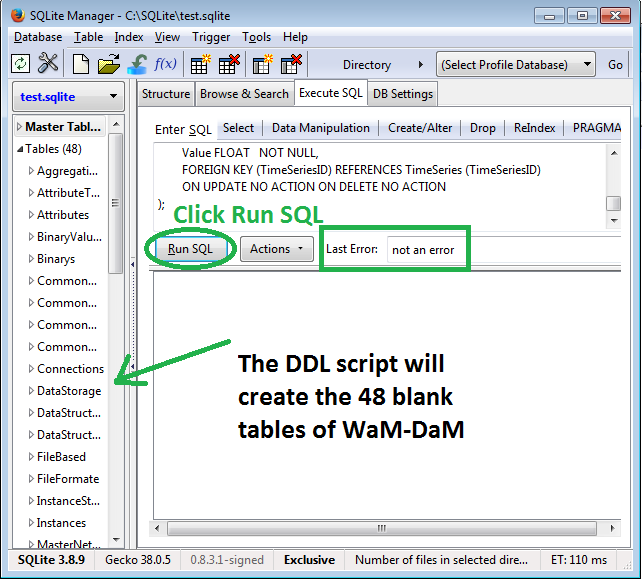 SQLite Manager - C:\SQLite\test.sqlite
Database Table Index View Trigger Tools Help
f(x) Directory (Select Profile Database) Go
test.sqlite
Structure Browse & Search Execute SQL DB Settings
Master Tabl...
Tables (48)
Aggregati...
AttributeT...
Attributes
BinaryValu...
Binarys
Common...
Common...
Common...
Common...
Connections
DataStorage
DataStruct...
DataStruct...
FileBased
FileFormate
InstanceSt...
Instances
MasterNet...
Enter SQL Select Data Manipulation Create/Alter Drop ReIndex PRAGMA
Value FLOAT NOT NULL,
FOREIGN KEY (TimeSeriesID) REFERENCES TimeSeries (TimeSeriesID)
ON UPDATE NO ACTION ON DELETE NO ACTION
);
Click Run SQL
Run SQL Actions Last Error: not an error
The DDL script will
create the 48 blank
tables of WaM-DaM
SQLite 3.8.9 Gecko 38.0.5 0.8.3.1-signed Exclusive Number of files in selected dire... ET: 110 ms